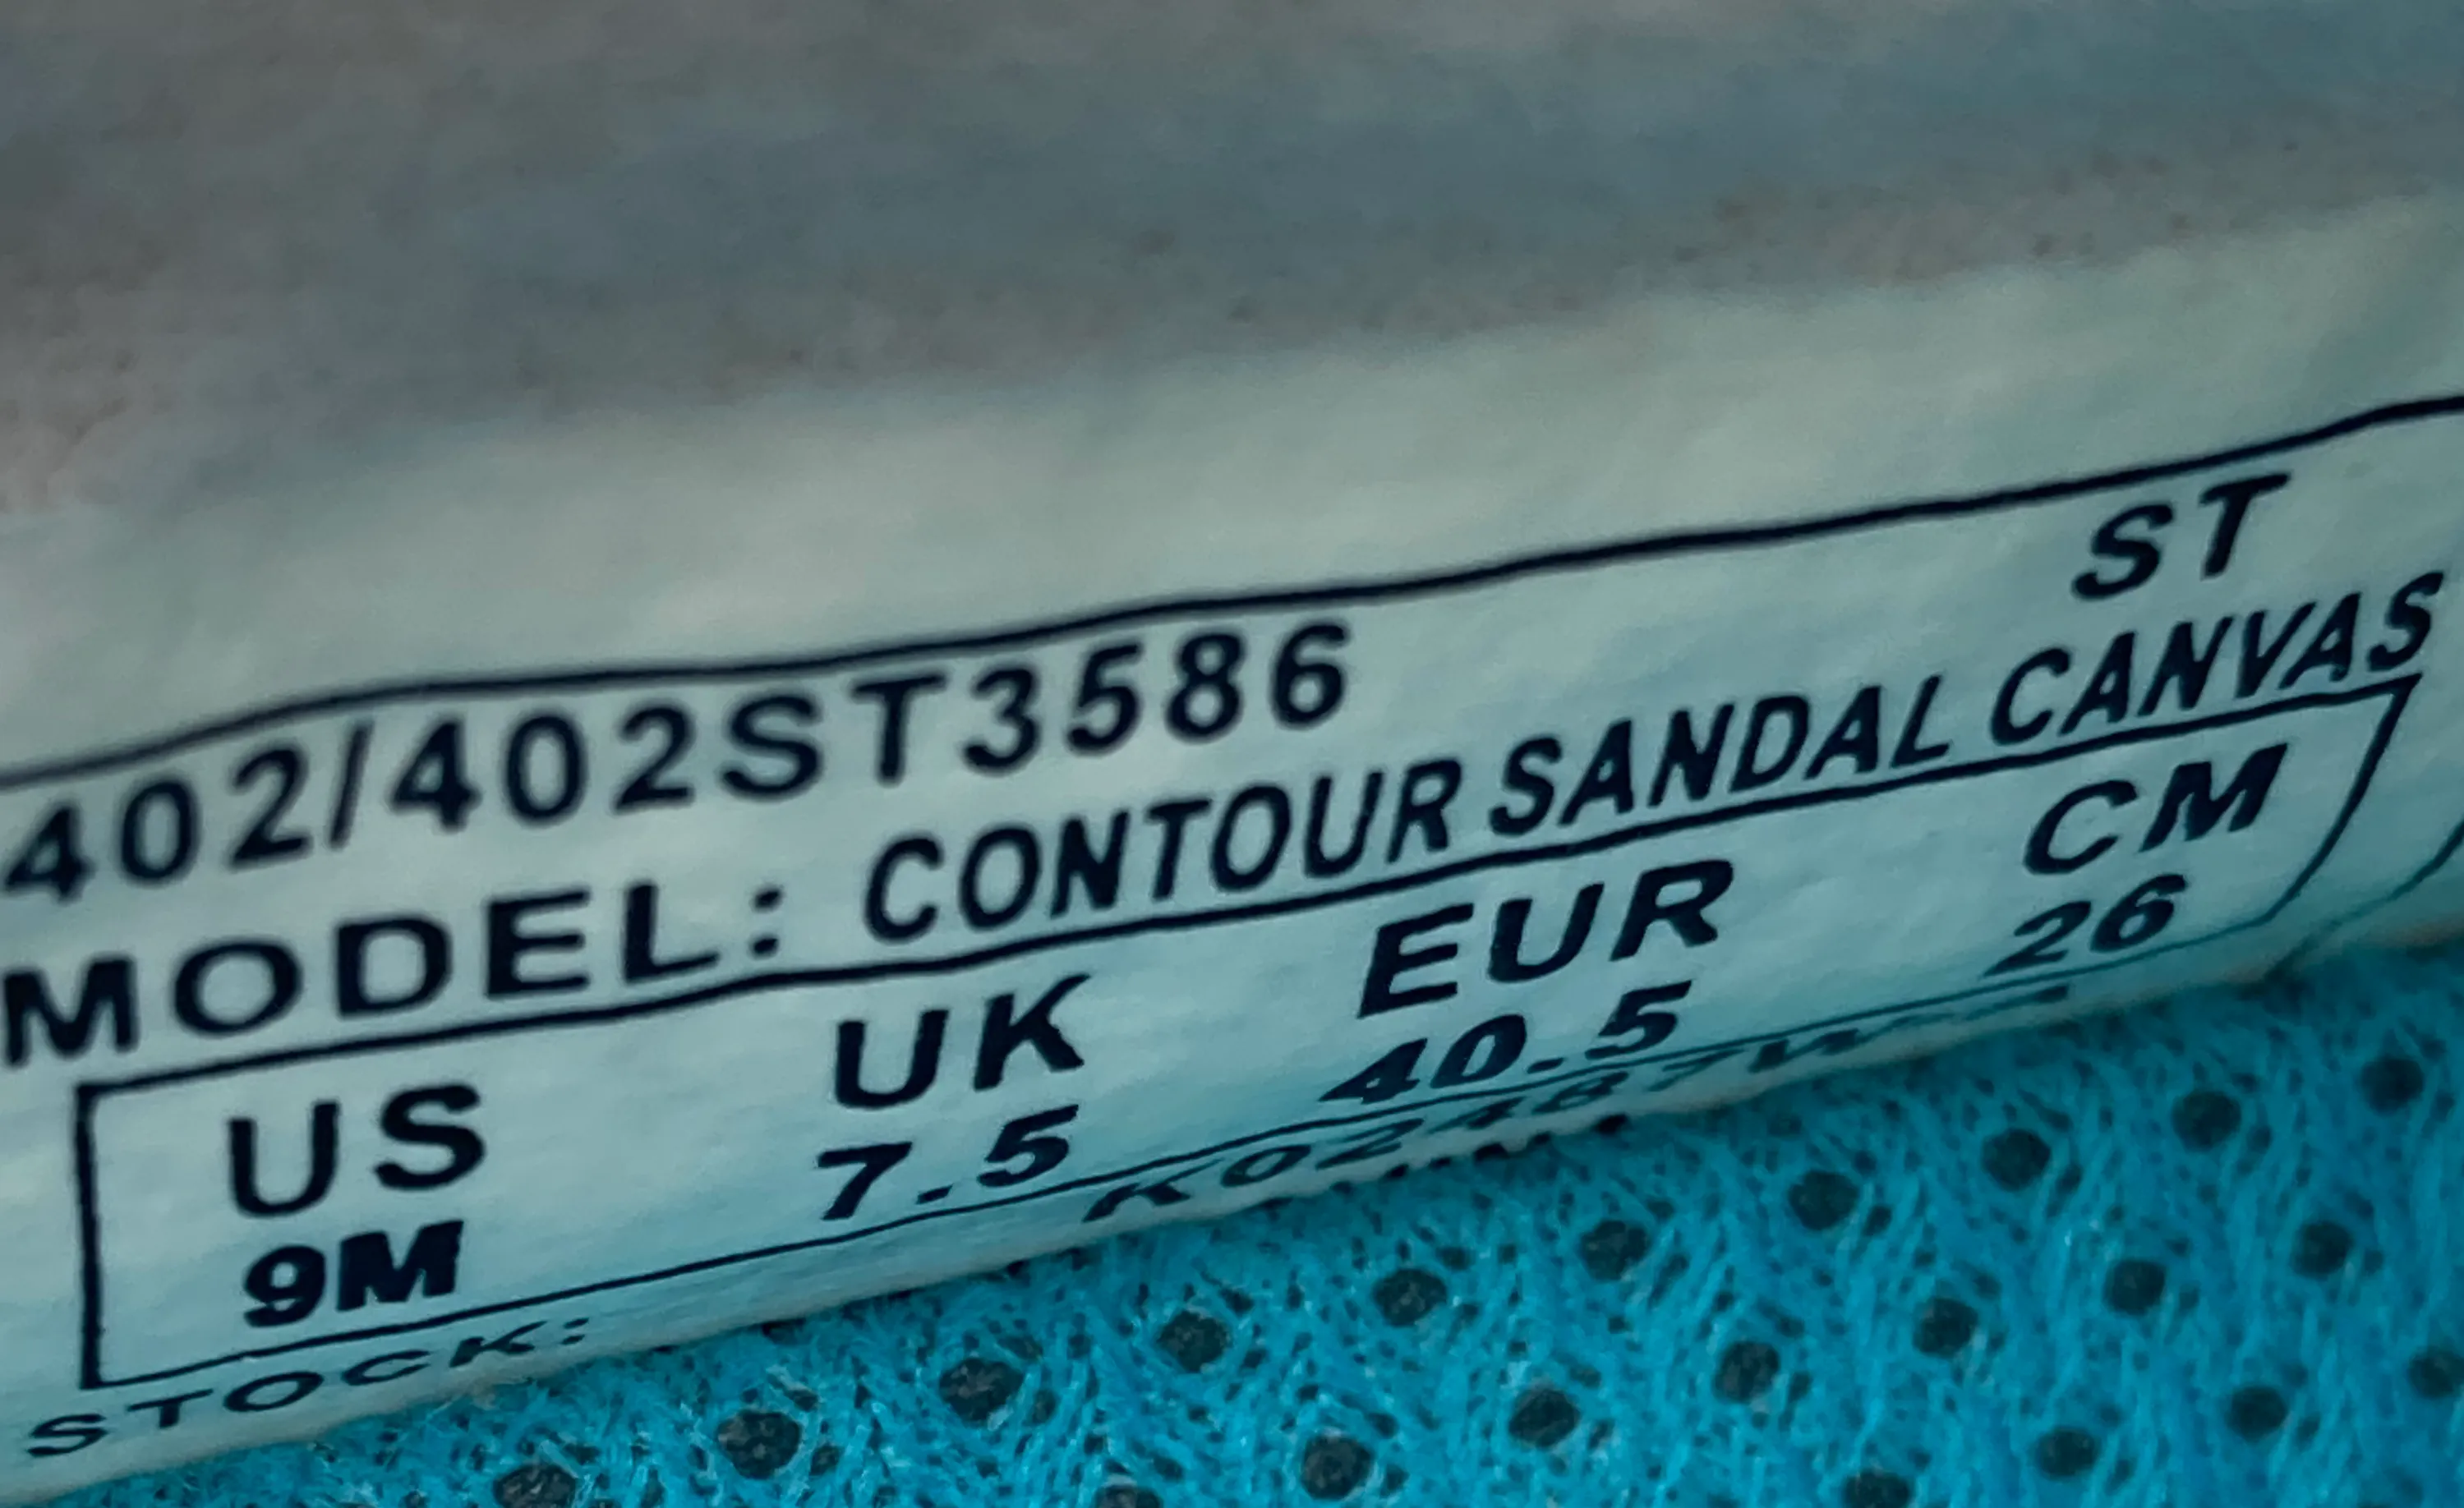 ST
402/402ST3586
MODEL: CONTOUR SANDAL CANVAS
US UK EUR CM
9M 7.5 40.5 26
STOCK: